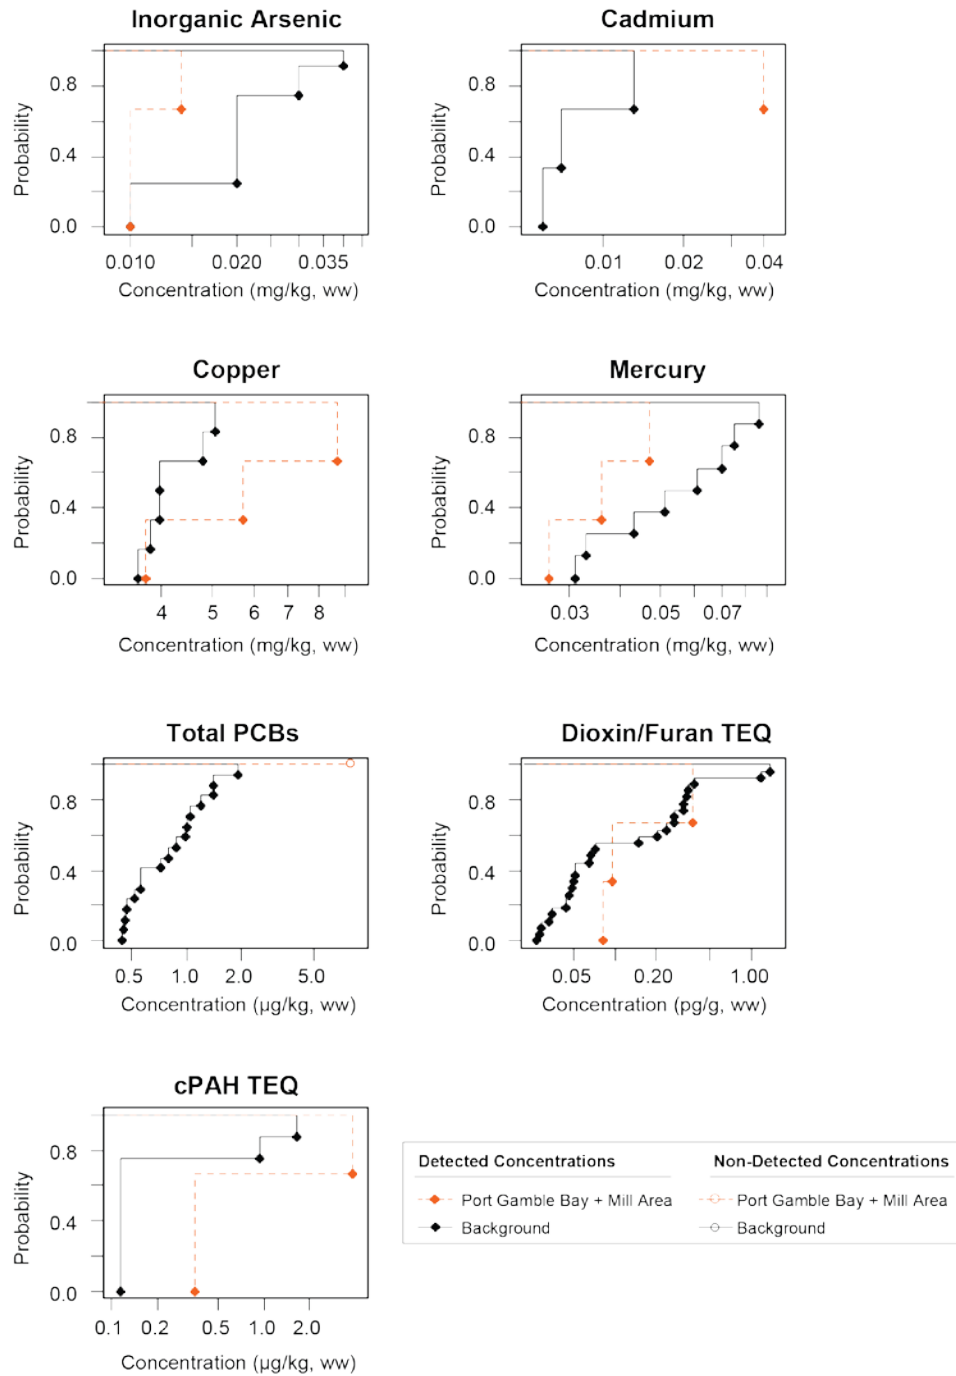 Inorganic Arsenic
Cadmium
Probability
0.8
0.4
0.0
0.010
0.020
0.035
Concentration (mg/kg, ww)
Probability
0.8
0.4
0.0
0.01
0.02
0.04
Concentration (mg/kg, ww)
Copper
Mercury
Probability
0.8
0.4
0.0
4
5
6
7
8
Concentration (mg/kg, ww)
Probability
0.8
0.4
0.0
0.03
0.05
0.07
Concentration (mg/kg, ww)
Total PCBs
Dioxin/Furan TEQ
Probability
0.8
0.4
0.0
0.5
1.0
2.0
5.0
Concentration (µg/kg, ww)
Probability
0.8
0.4
0.0
0.05
0.20
1.00
Concentration (pg/g, ww)
cPAH TEQ
Probability
0.8
0.4
0.0
0.1
0.2
0.5
1.0
2.0
Concentration (µg/kg, ww)
Detected Concentrations
Port Gamble Bay + Mill Area
Background
Non-Detected Concentrations
Port Gamble Bay + Mill Area
Background